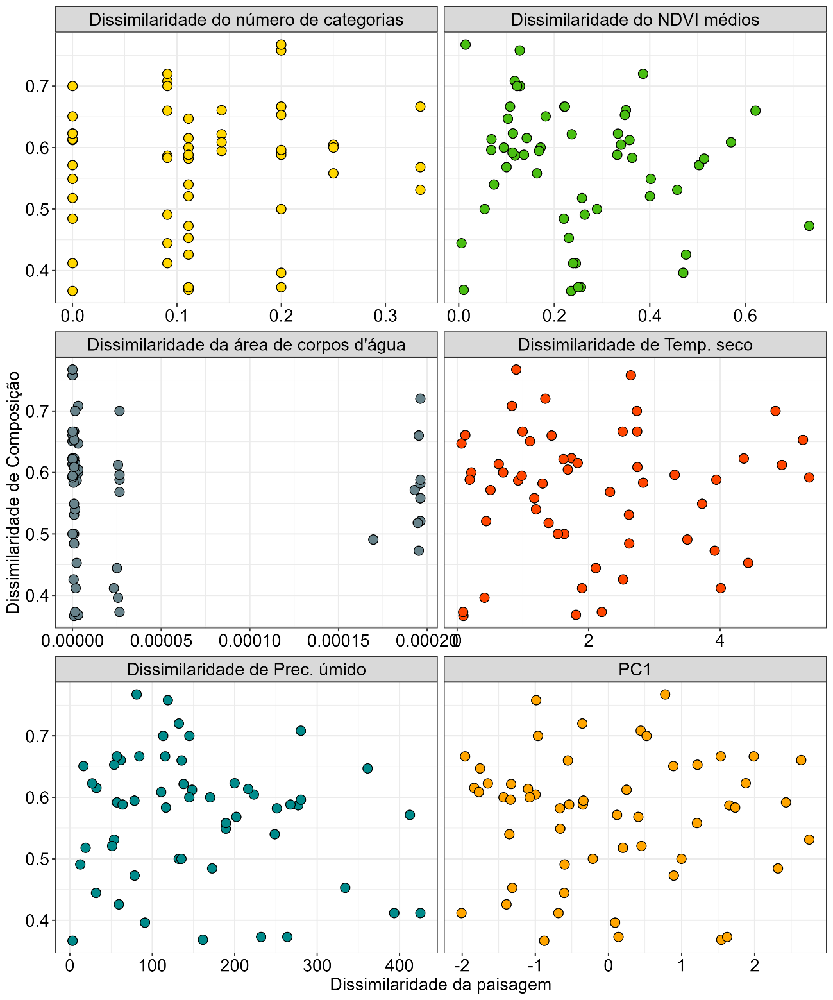 Dissimilaridade do número de categorias
Dissimilaridade do NDVI médios
0.7
0.6
0.5
0.4
0.0 0.1 0.2 0.3
0.0 0.2 0.4 0.6
Dissimilaridade da área de corpos d'água
Dissimilaridade de Temp. seco
Dissimilaridade de Composição
0.7
0.6
0.5
0.4
0.00000 0.00005 0.00010 0.00015 0.00020
0 2 4
Dissimilaridade de Prec. úmido
PC1
0.7
0.6
0.5
0.4
0 100 200 300 400
-2 -1 0 1 2
Dissimilaridade da paisagem